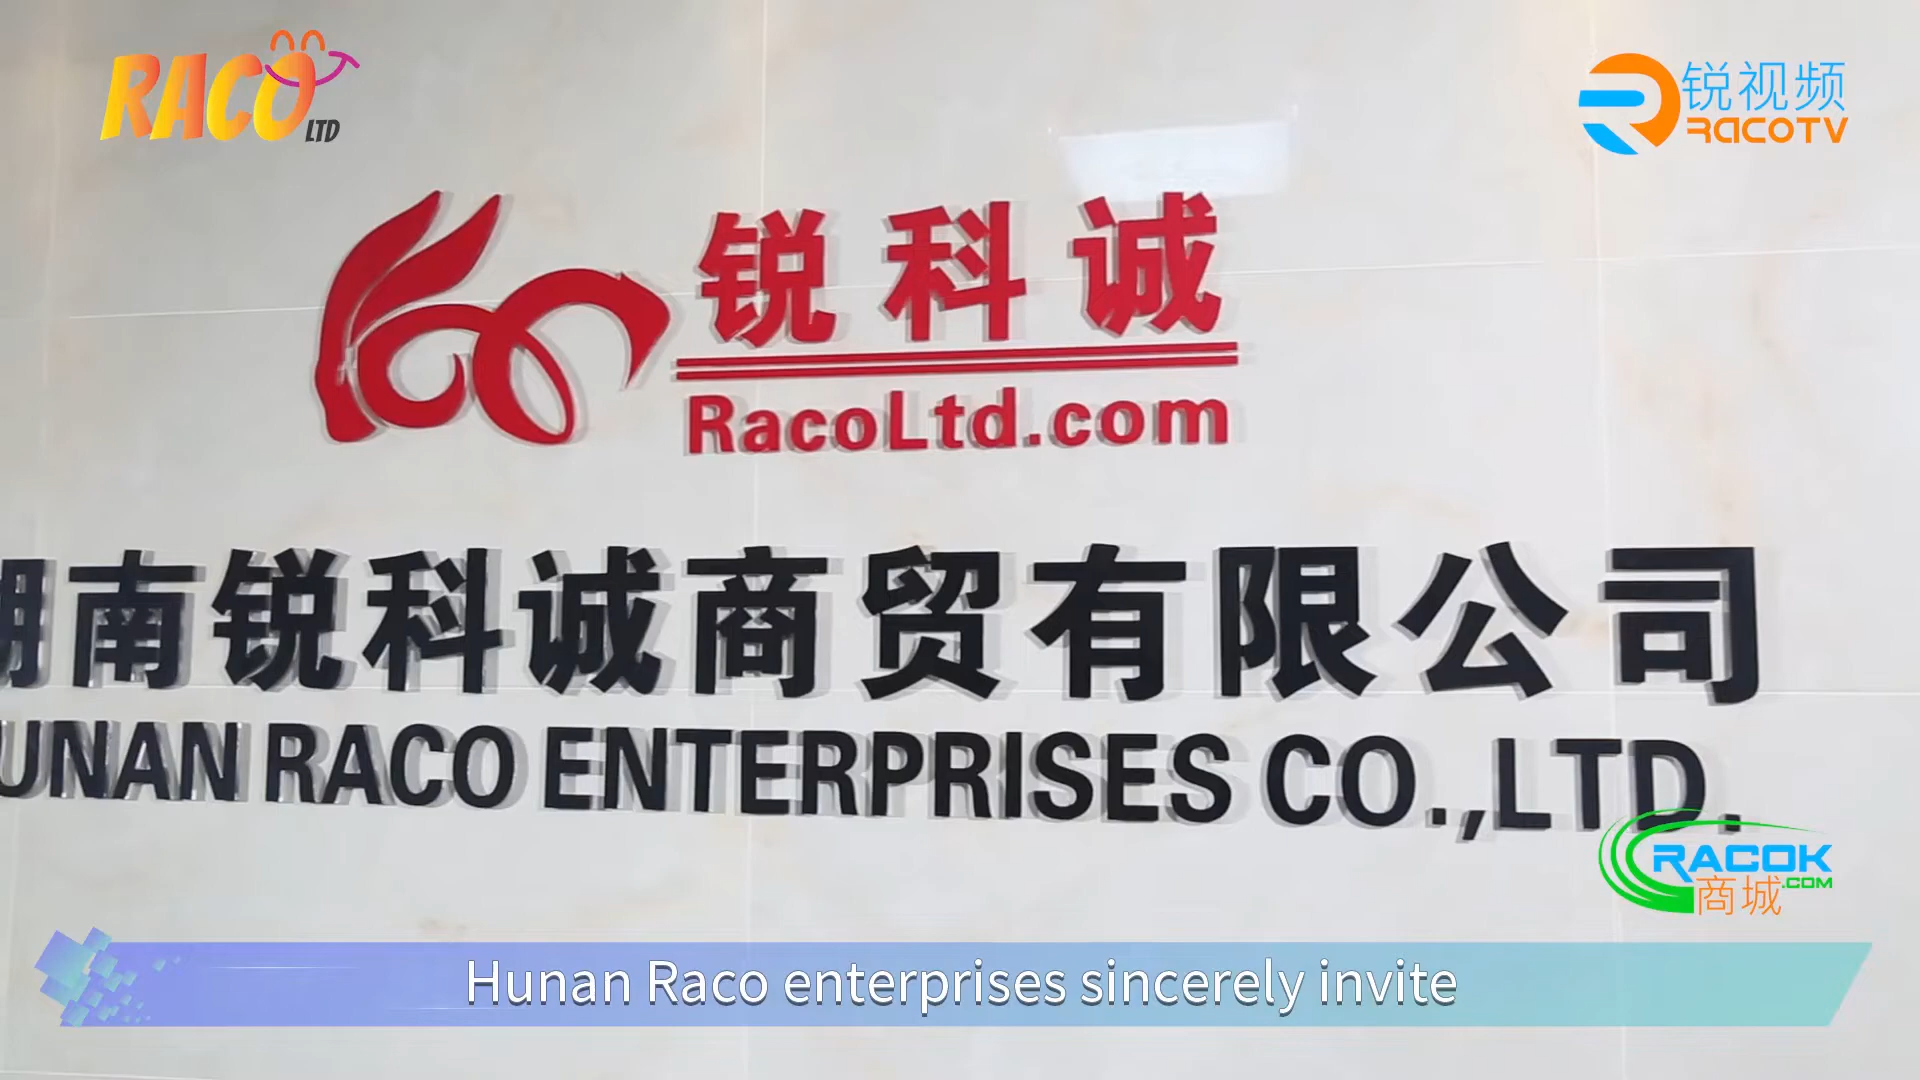 RACO
LTD
锐视频
RACOTV
锐科诚
RacoLtd.com
湖南锐科诚商贸有限公司
HUNAN RACO ENTERPRISES CO.,LTD.
RACOK
.COM
商城
Hunan Raco enterprises sincerely invite